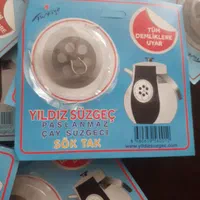 TÜM
DEMLİKLERE
UYAR
YILDIZ SÜZGEÇ
PASLANMAZ
ÇAY SÜZGECİ
SÖK TAK
www.yildizsuzgec.com